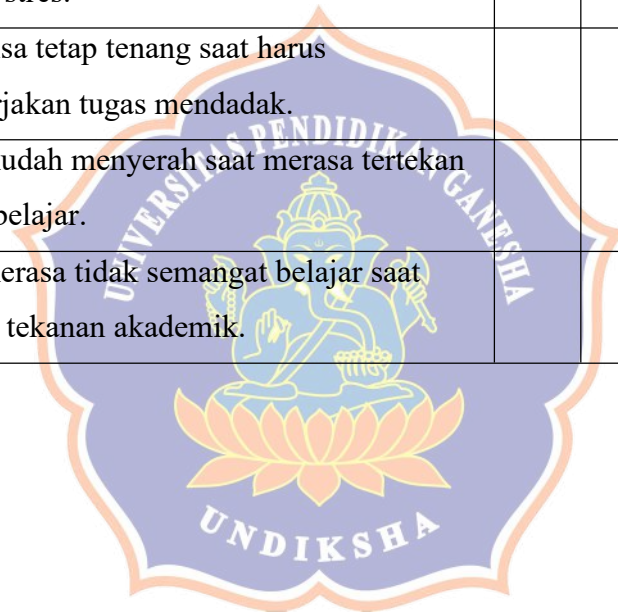 stres.
sa tetap tenang saat harus
rjakan tugas mendadak.
udah menyerah saat merasa tertekan
belajar.
erasa tidak semangat belajar saat
tekanan akademik.
UNIVERSITAS PENDIDIKAN GANESHA
UNDIKSHA